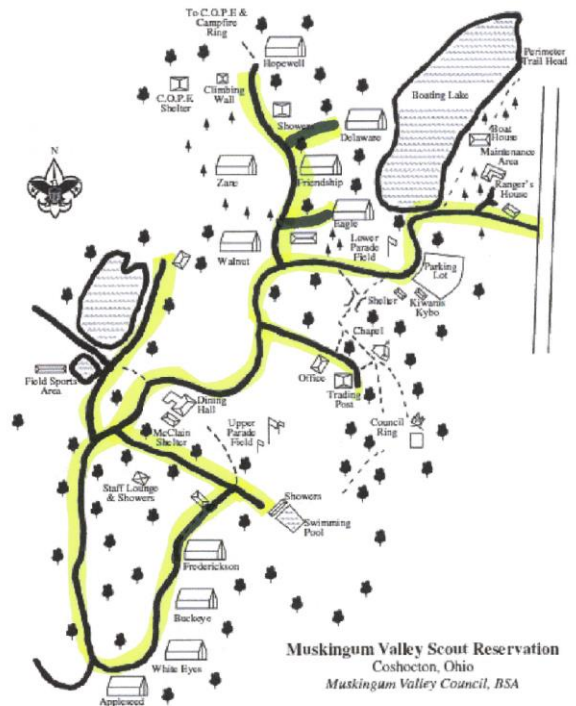 To C.O.P.E &
Campfire
Ring
Hopewell
Perimeter
Trail Head
Climbing
Wall
C.O.P.E
Shelter
Boating Lake
Showers
Delaware
Boat
House
Maintenance
Area
Ranger's
House
N
Zane
Friendship
Eagle
Lower
Parade
Field
Walnut
Parking
Lot
Shelter
Kiwanis
Kybo
Chapel
Office
Trading
Post
Field Sports
Area
Dining
Hall
McClain
Shelter
Upper
Parade
Field
Council
Ring
Staff Lounge
& Showers
Showers
Swimming
Pool
Frederickson
Buckeye
White Eyes
Appleseed
Muskingum Valley Scout Reservation
Coshocton, Ohio
Muskingum Valley Council, BSA